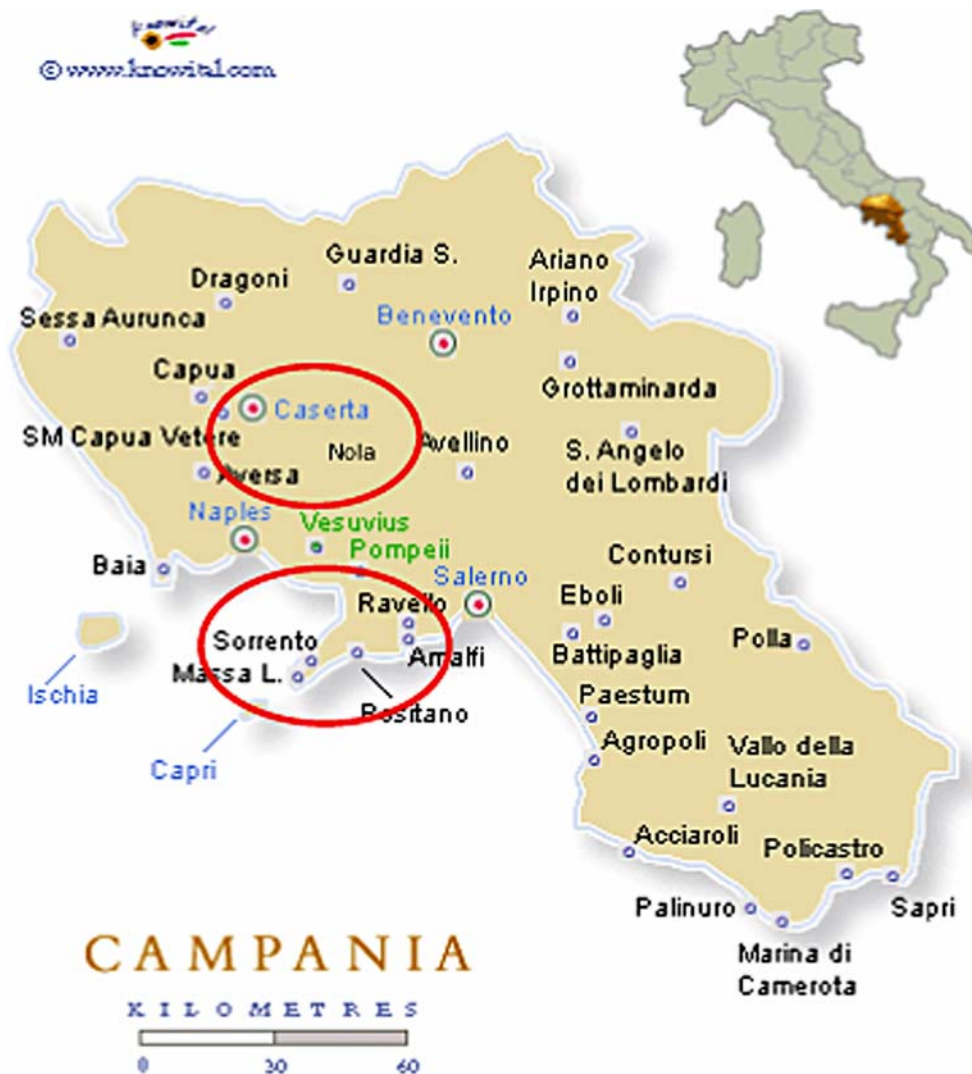 knowital
© www.knowital.com
Guardia S.
Ariano
Irpino
Dragoni
Sessa Aurunca
Benevento
Capua
Caserta
Grottaminarda
SM Capua Vetere
Nola
Avellino
S. Angelo
dei Lombardi
Aversa
Naples
Vesuvius
Pompeii
Baia
Salerno
Contursi
Ravello
Eboli
Sorrento
Amalfi
Battipaglia
Polla
Massa L.
Ischia
Positano
Paestum
Capri
Agropoli
Vallo della
Lucania
Acciaroli
Policastro
Palinuro
Sapri
Marina di
Camerota
CAMPANIA
KILOMETRES
0 30 60